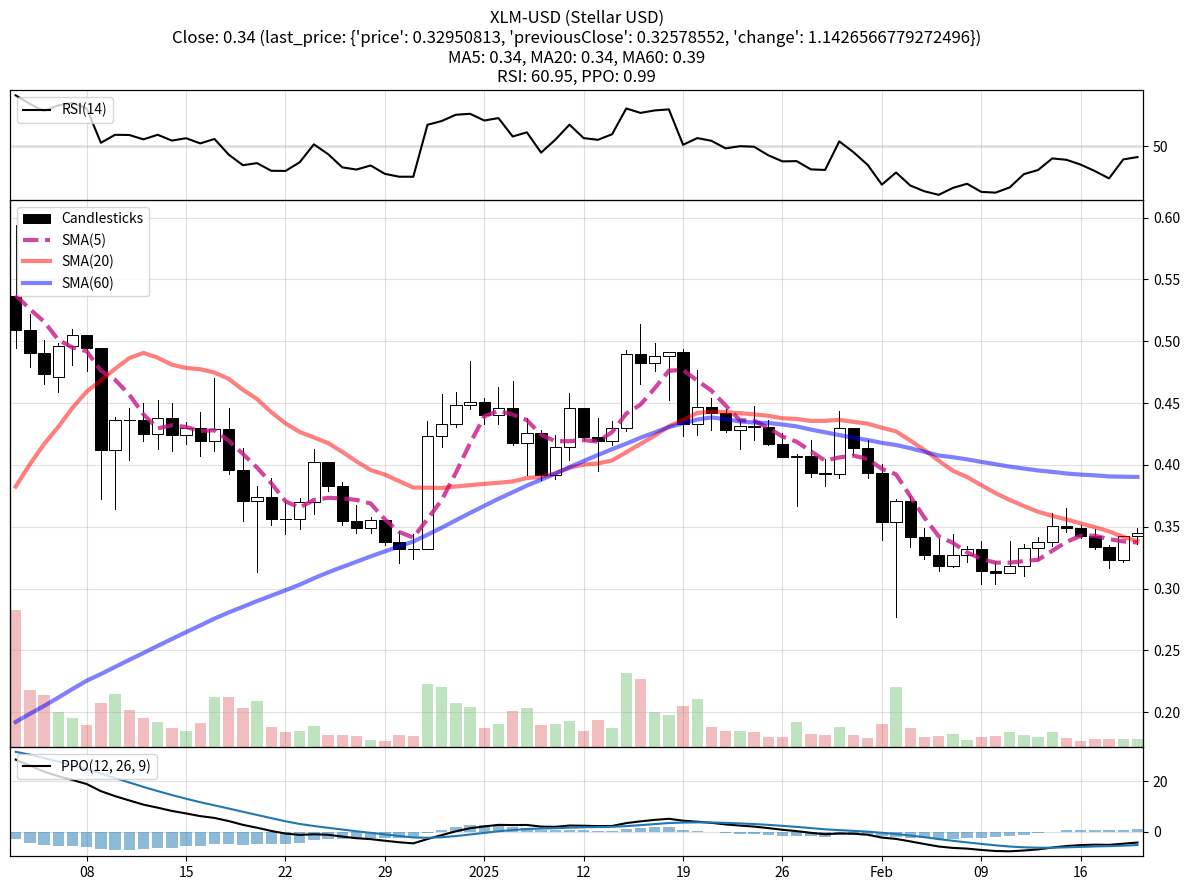 XLM-USD (Stellar USD)
Close: 0.34 (last_price: {'price': 0.32950813, 'previousClose': 0.32578552, 'change': 1.1426566779272496})
MA5: 0.34, MA20: 0.34, MA60: 0.39
RSI: 60.95, PPO: 0.99
RSI(14)
50
Candlesticks
SMA(5)
SMA(20)
SMA(60)
0.60
0.55
0.50
0.45
0.40
0.35
0.30
0.25
0.20
PPO(12, 26, 9)
20
0
08
15
22
29
2025
12
19
26
Feb
09
16